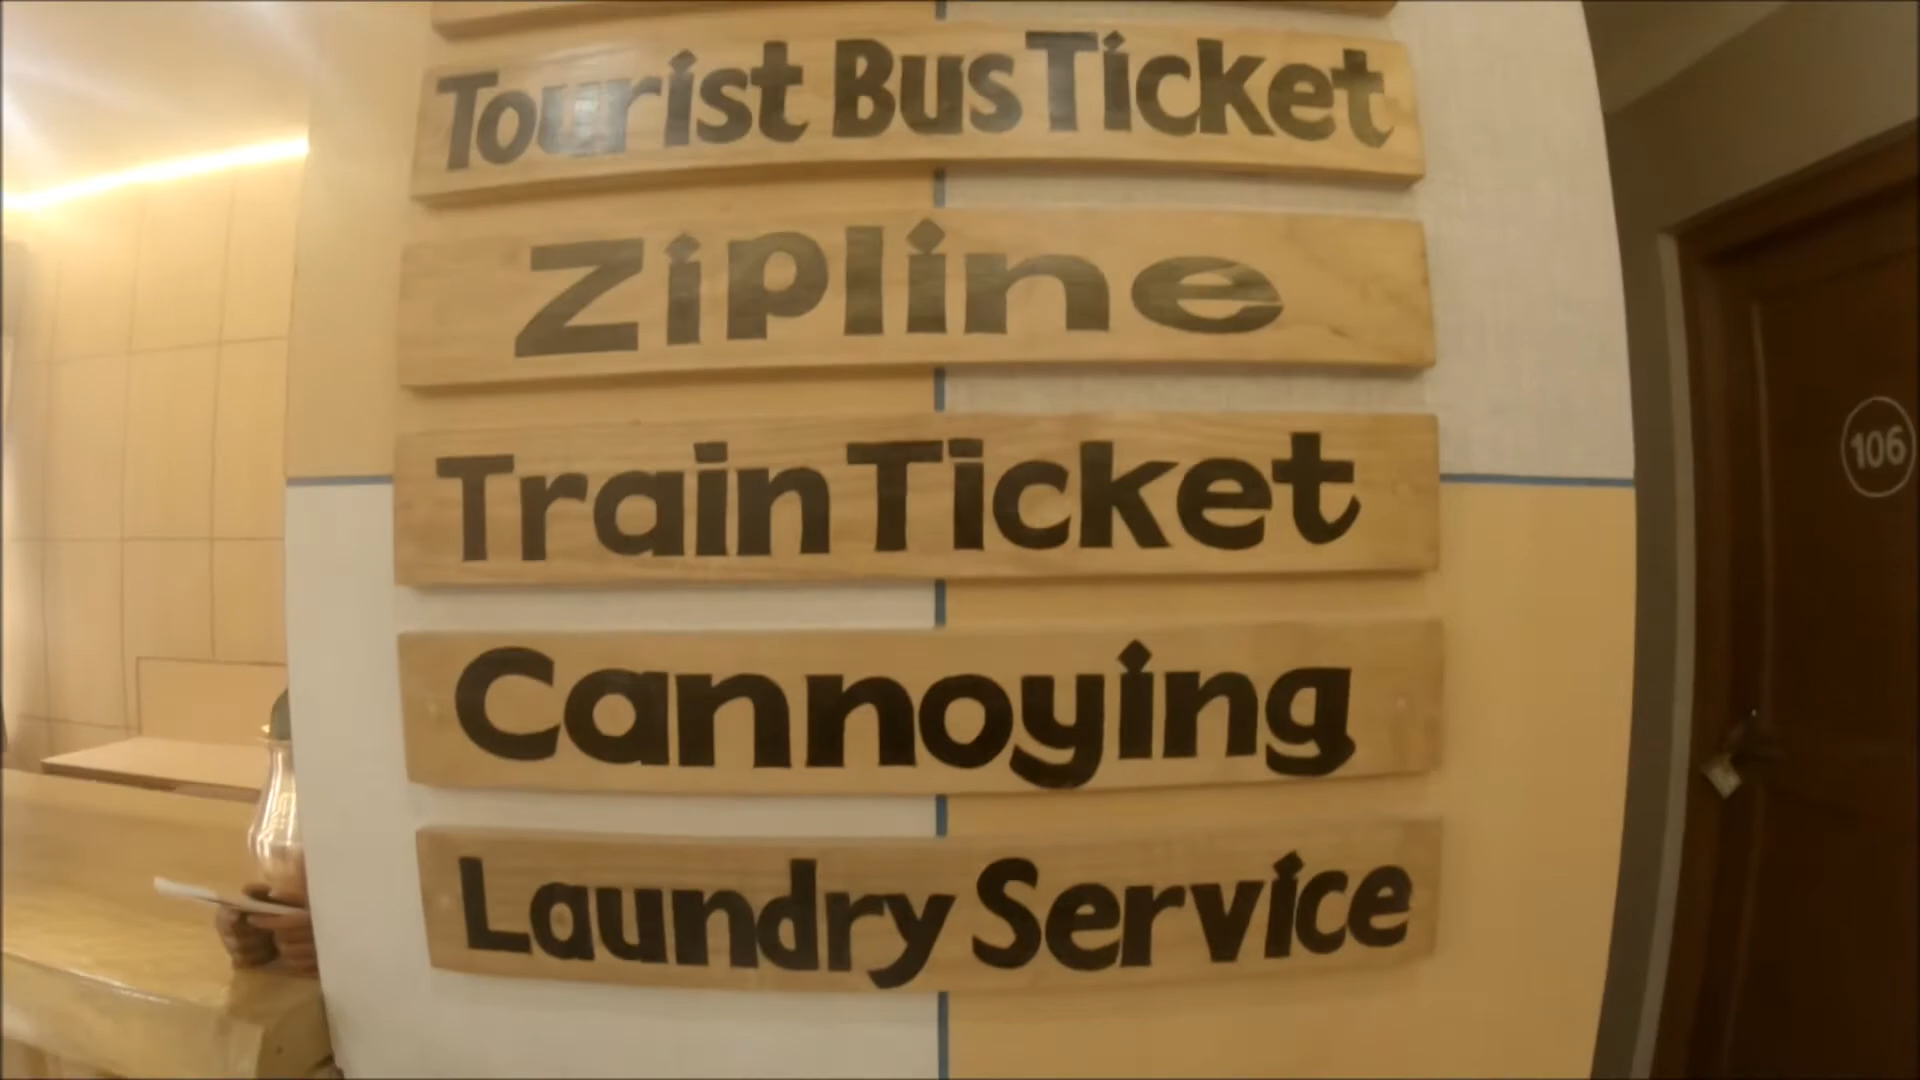 Tourist Bus Ticket
Zipline
Train Ticket
Cannoying
Laundry Service
106